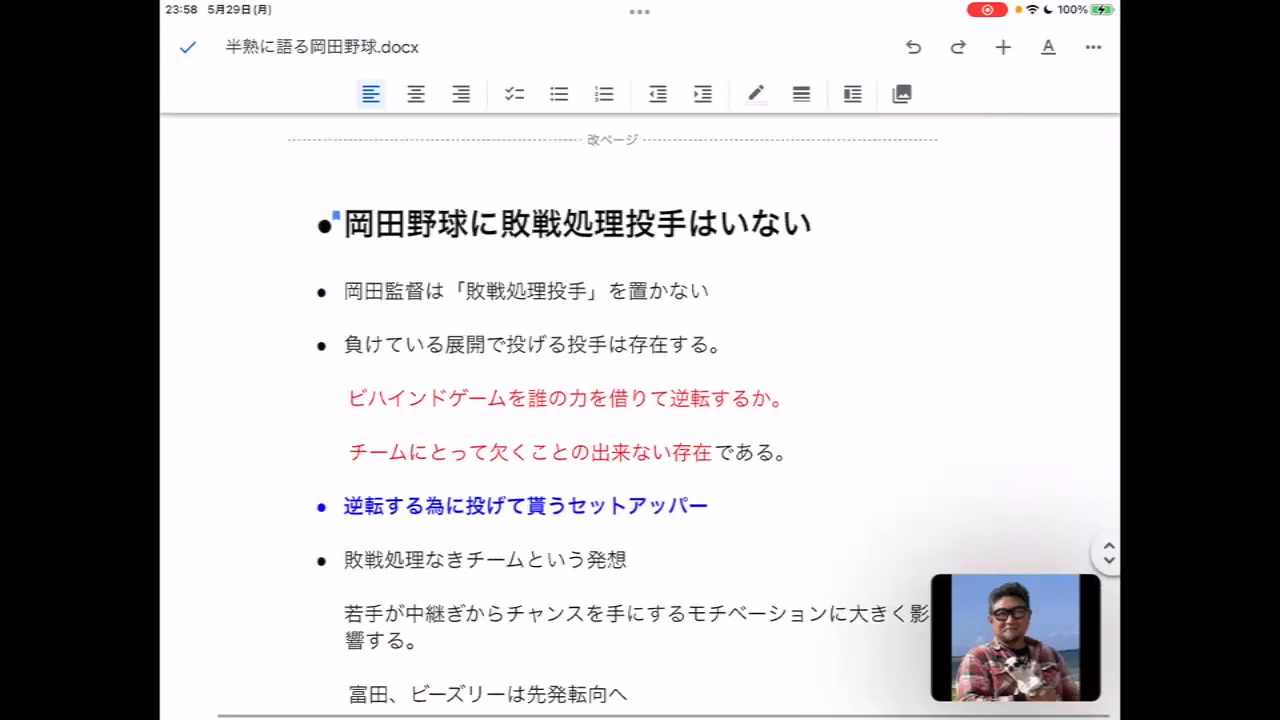 23:58 5月29日(月)
100%
半熟に語る岡田野球.docx
改ページ
●岡田野球に敗戦処理投手はいない
● 岡田監督は「敗戦処理投手」を置かない
● 負けている展開で投げる投手は存在する。
ビハインドゲームを誰の力を借りて逆転するか。
チームにとって欠くことの出来ない存在である。
● 逆転する為に投げて貰うセットアッパー
● 敗戦処理なきチームという発想
若手が中継ぎからチャンスを手にするモチベーションに大きく影
響する。
富田、ビーズリーは先発転向へ